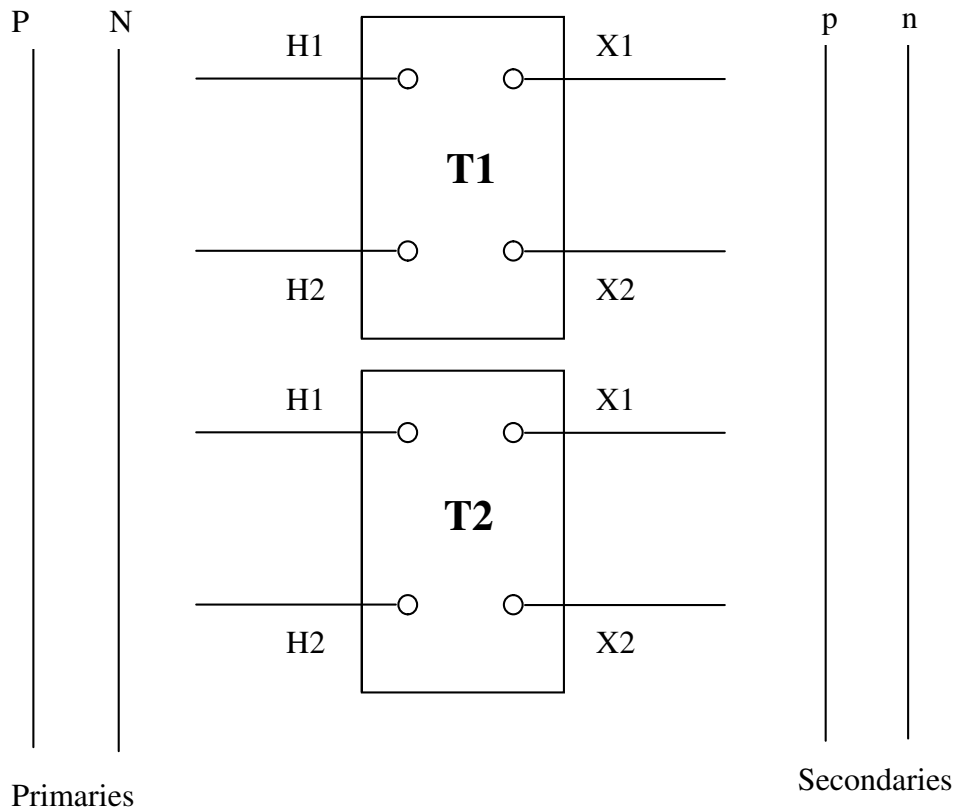 P N p n
H1 X1
T1
H2 X2
H1 X1
T2
H2 X2
Primaries Secondaries